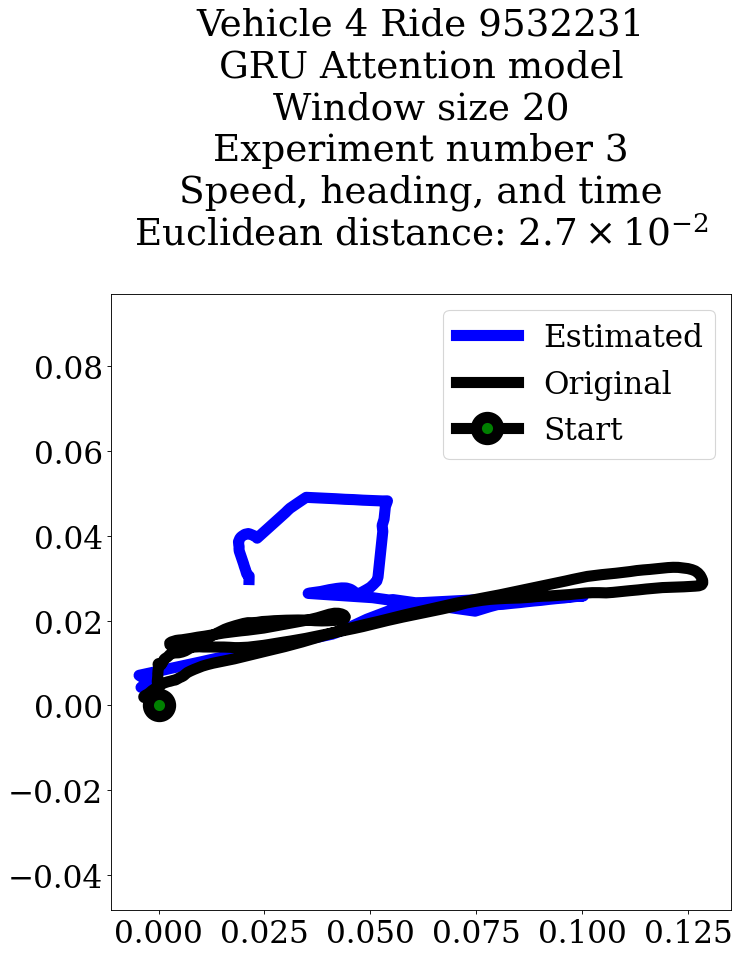 Vehicle 4 Ride 9532231
GRU Attention model
Window size 20
Experiment number 3
Speed, heading, and time
Euclidean distance: 2.7 × 10⁻²
Estimated
Original
Start
0.08
0.06
0.04
0.02
0.00
−0.02
−0.04
0.000 0.025 0.050 0.075 0.100 0.125